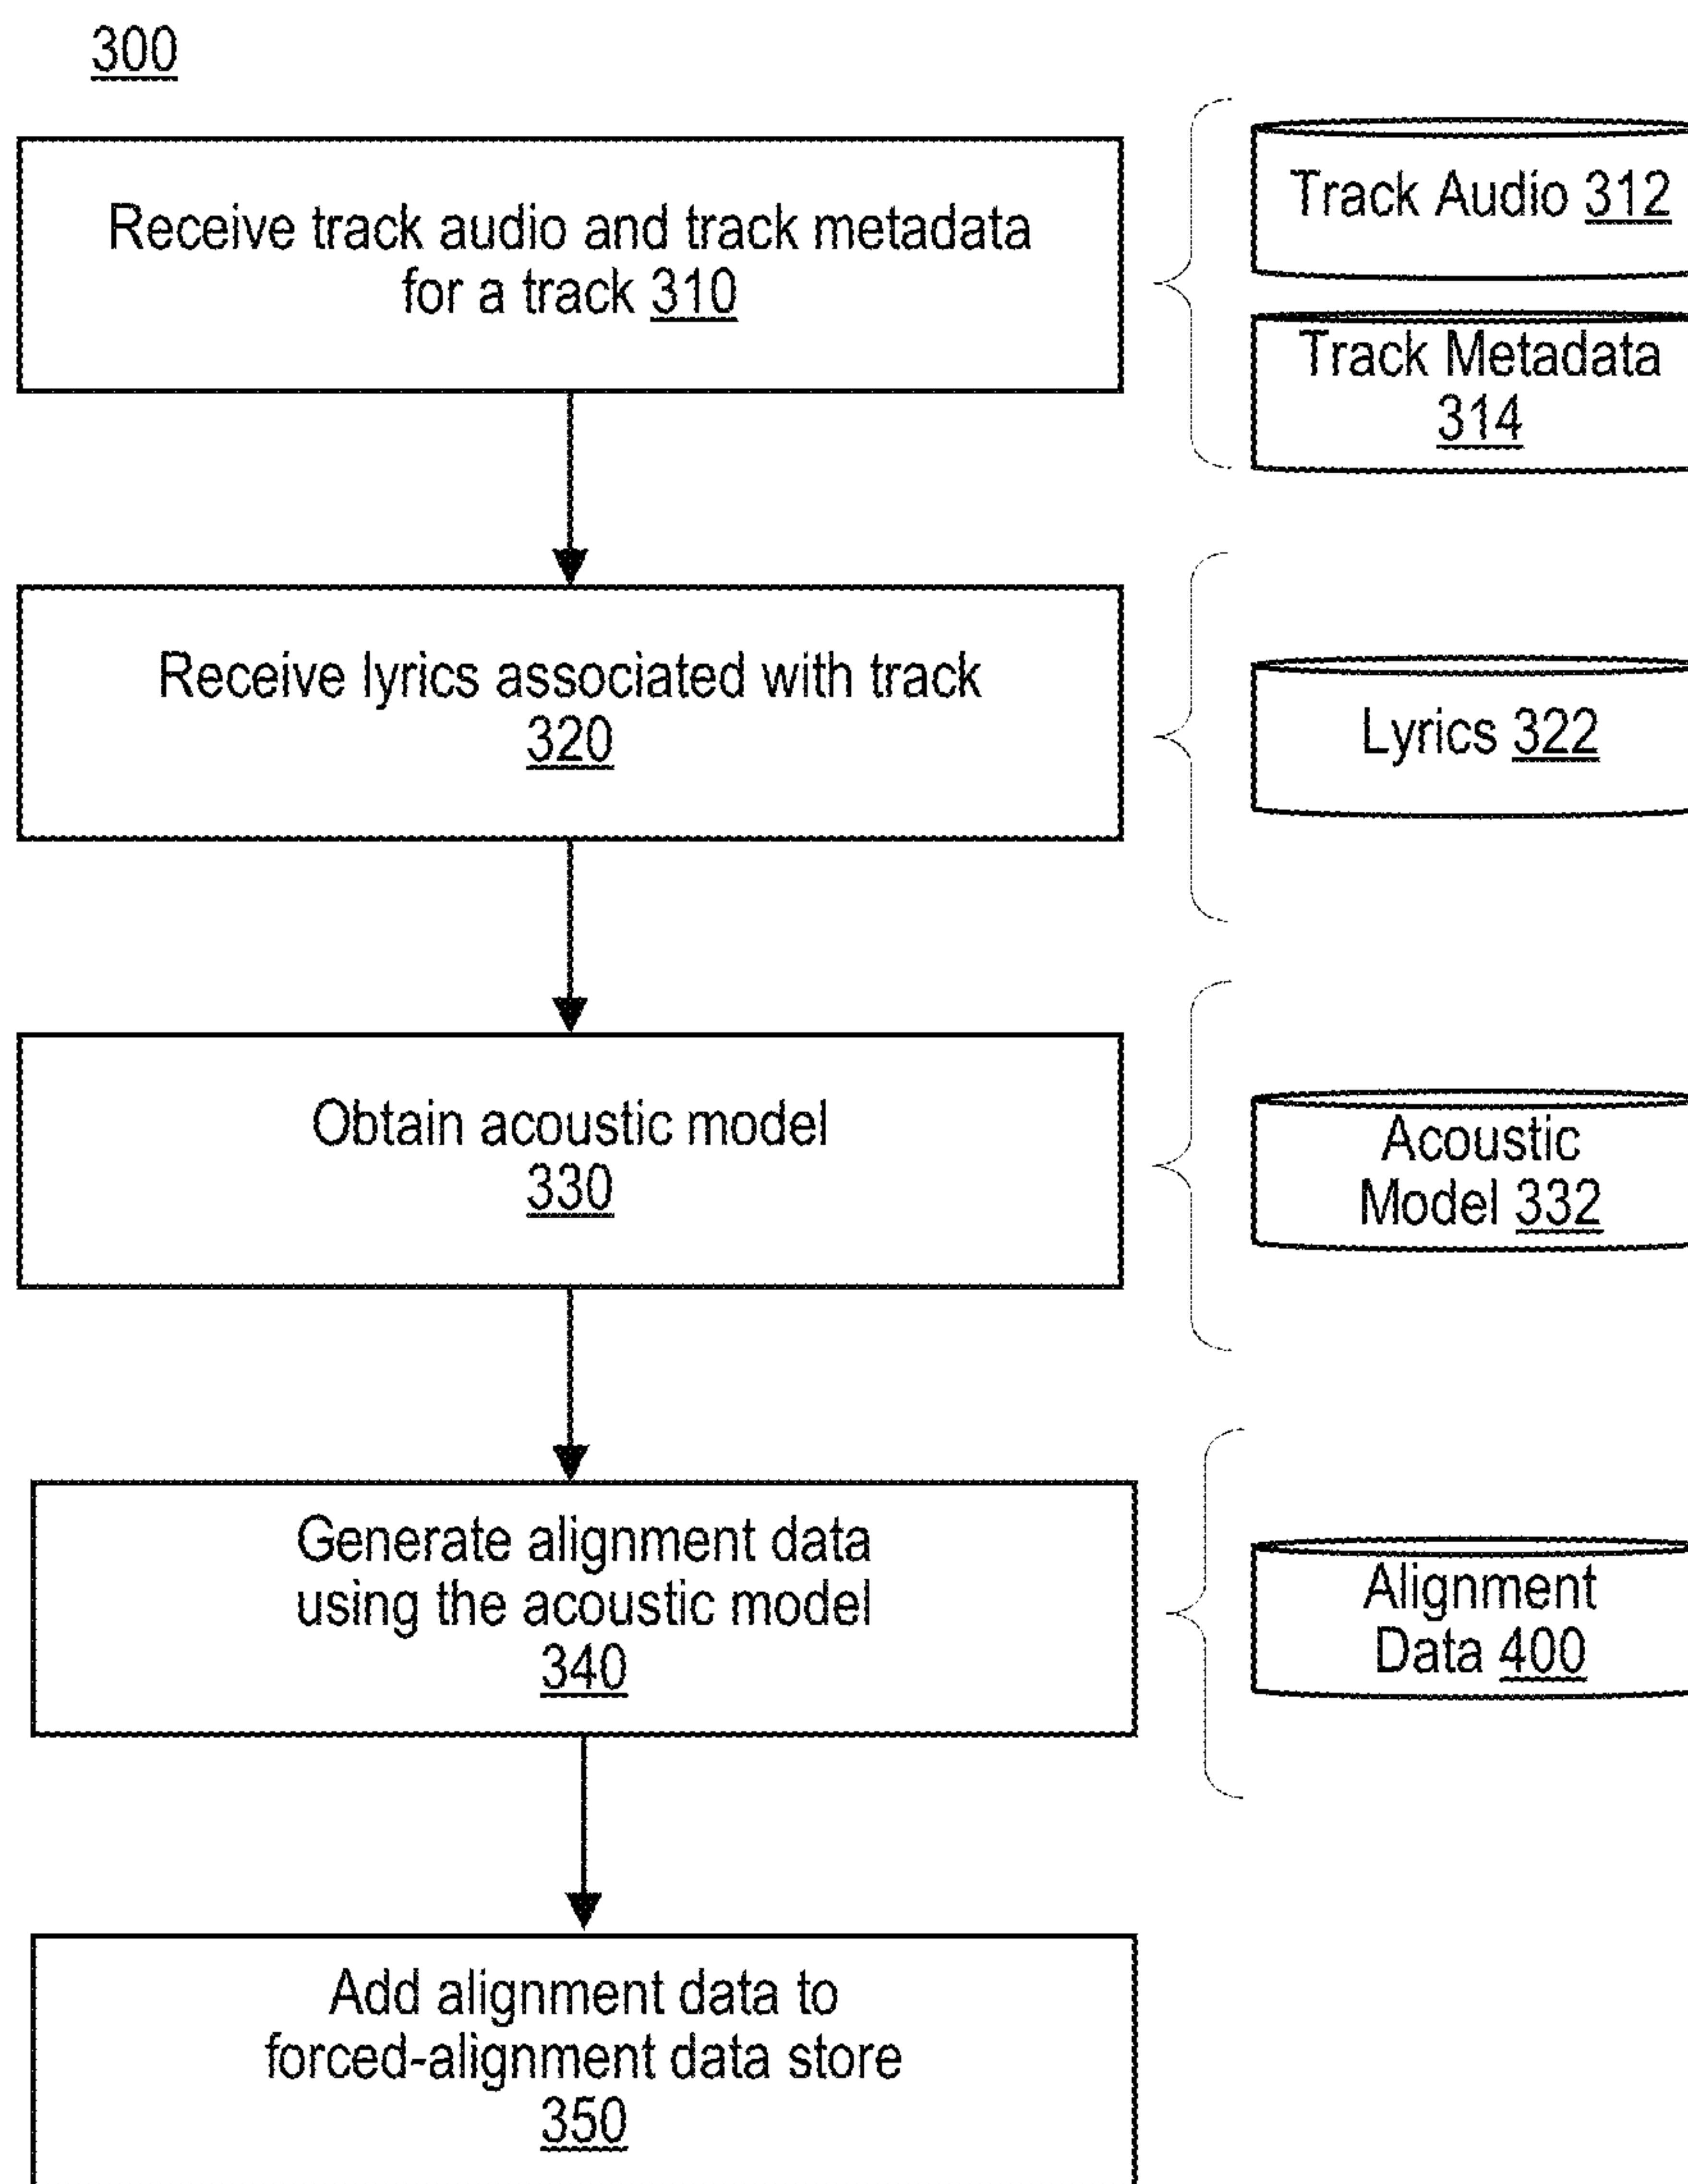 300
Receive track audio and track metadata
for a track 310
Track Audio 312
Track Metadata
314
Receive lyrics associated with track
320
Lyrics 322
Obtain acoustic model
330
Acoustic
Model 332
Generate alignment data
using the acoustic model
340
Alignment
Data 400
Add alignment data to
forced-alignment data store
350